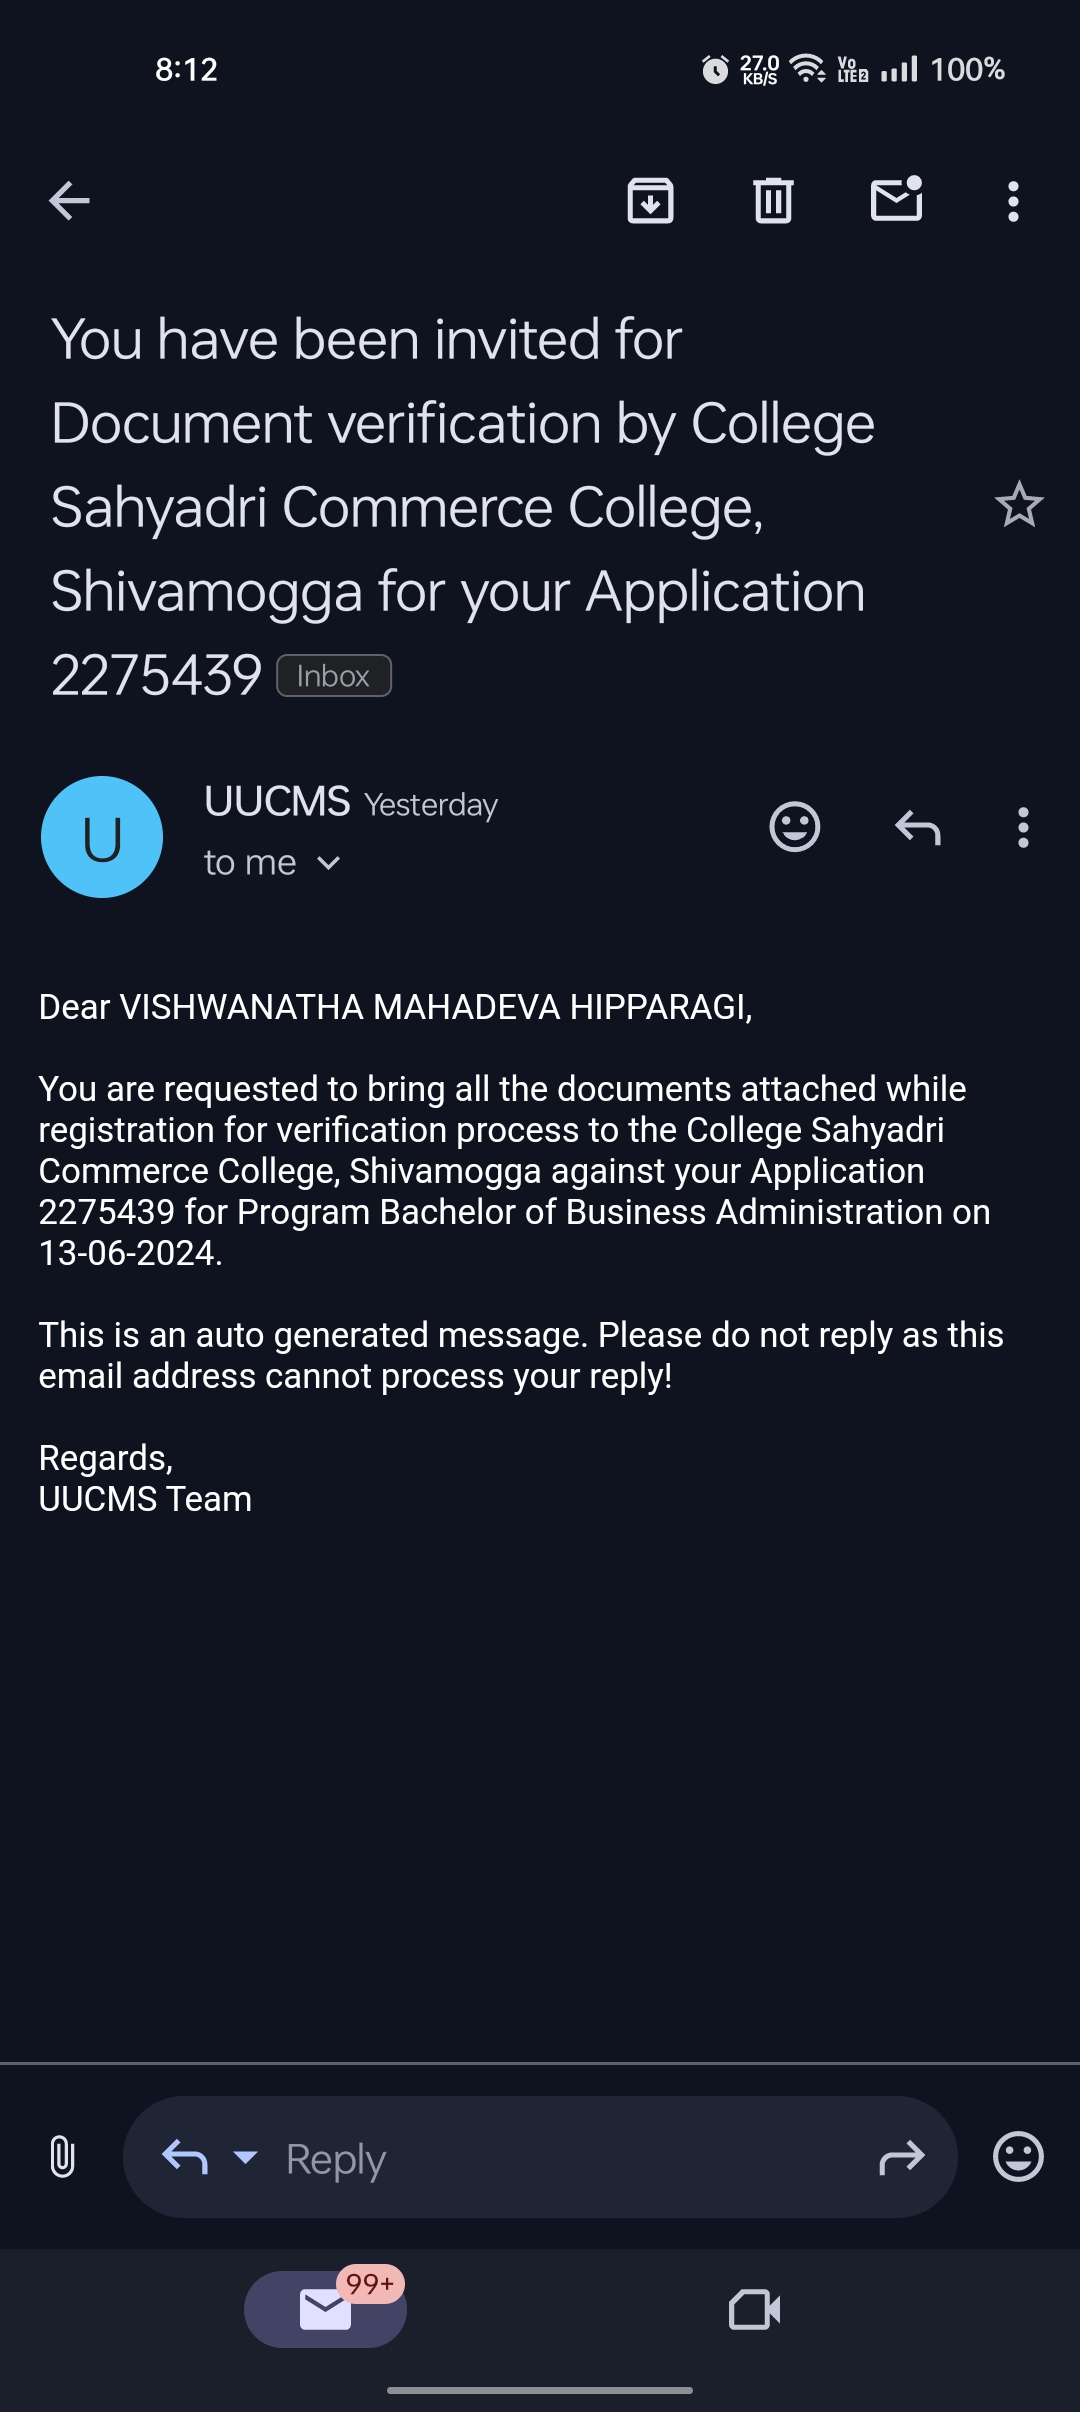 8:12
27.0 KB/S Vo LTE 2 100%
You have been invited for
Document verification by College
Sahyadri Commerce College,
Shivamogga for your Application
2275439 Inbox
U
UUCMS Yesterday
to me
Dear VISHWANATHA MAHADEVA HIPPARAGI,
You are requested to bring all the documents attached while
registration for verification process to the College Sahyadri
Commerce College, Shivamogga against your Application
2275439 for Program Bachelor of Business Administration on
13-06-2024.
This is an auto generated message. Please do not reply as this
email address cannot process your reply!
Regards,
UUCMS Team
Reply
99+